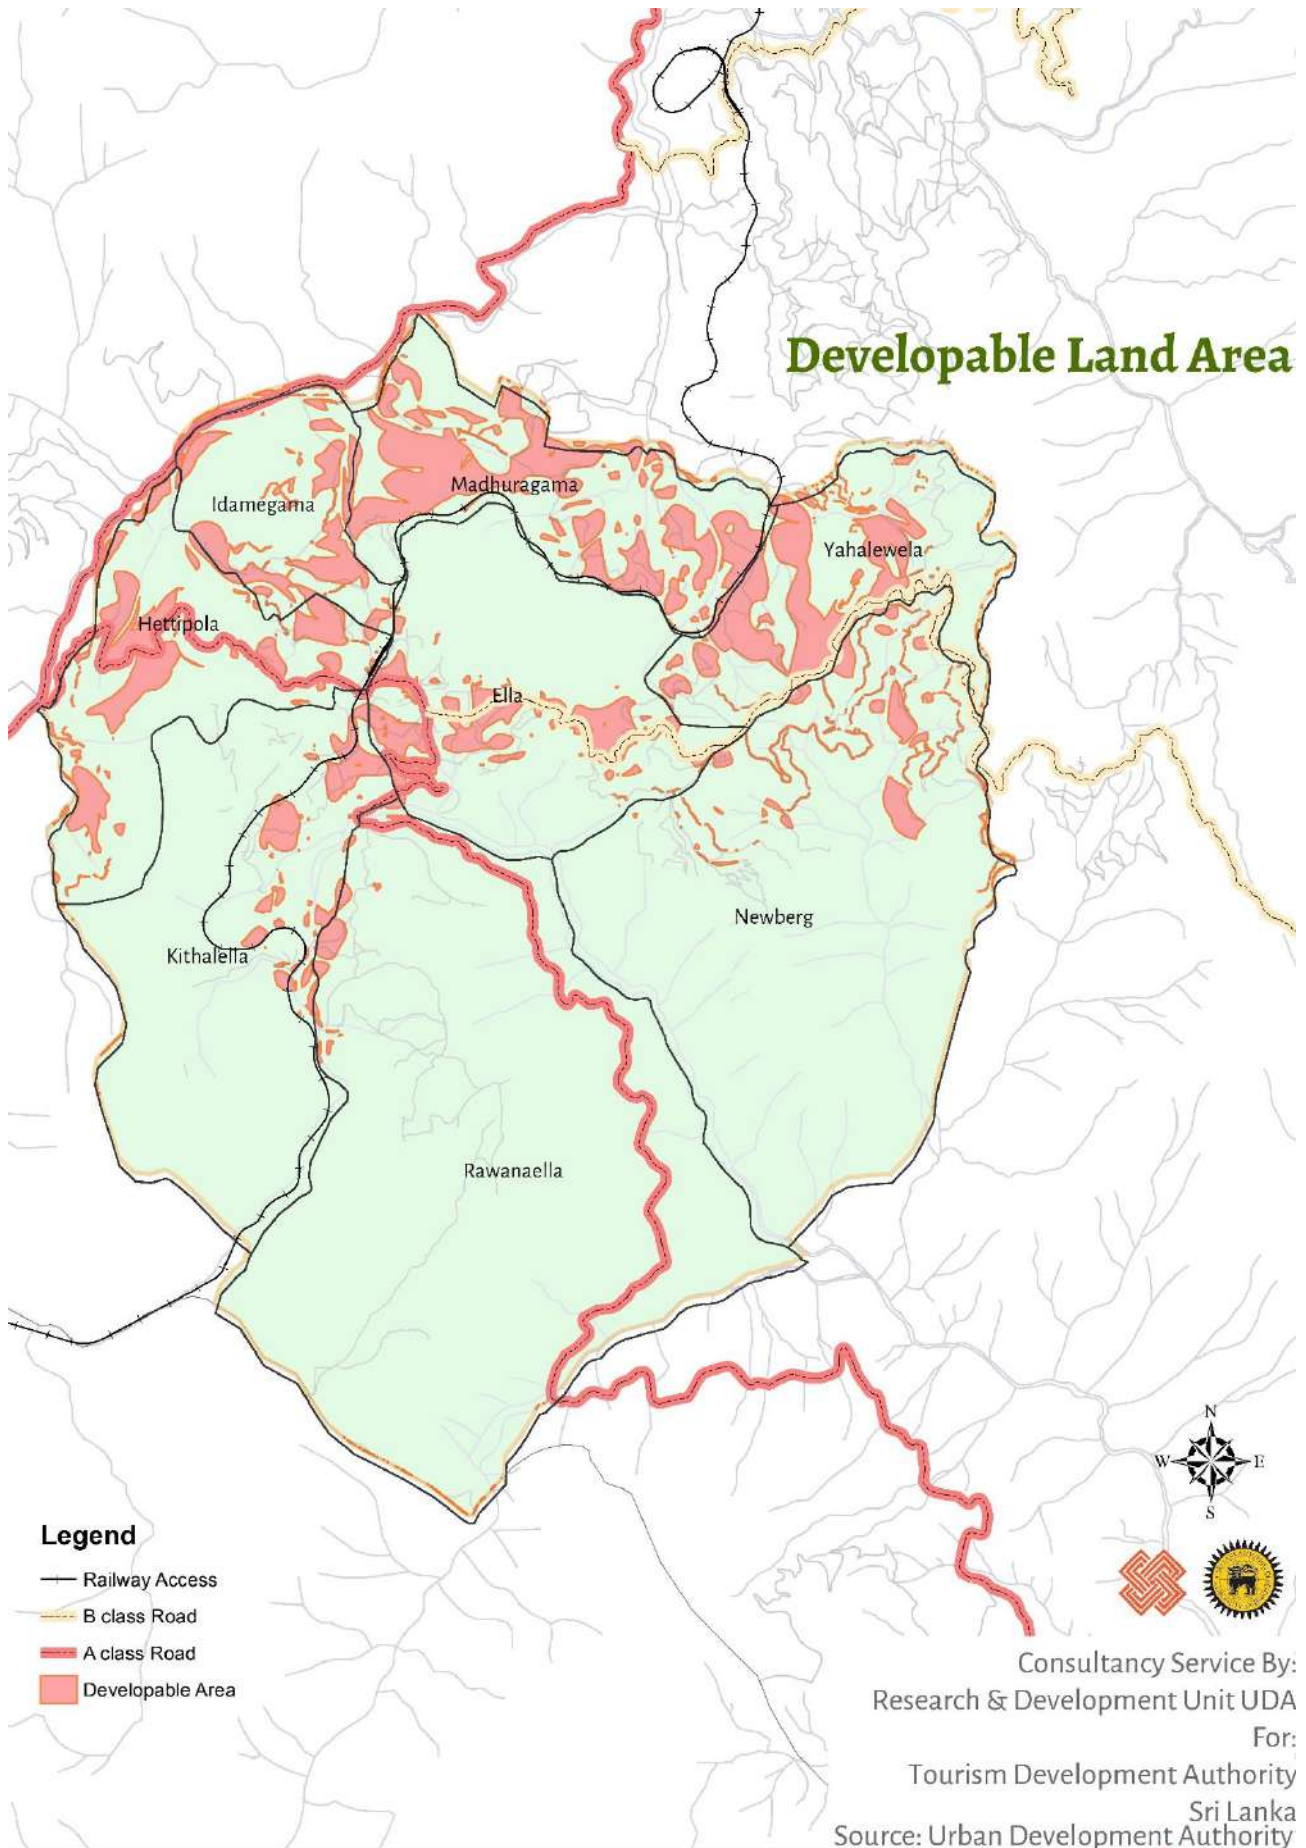 Developable Land Area
Madhuragama
Idamegama
Yahalewela
Hettipola
Ella
Newberg
Kithalella
Rawanaella
N
W E
S
Legend
Railway Access
B class Road
A class Road
Developable Area
Consultancy Service By:
Research & Development Unit UDA
For:
Tourism Development Authority
Sri Lanka
Source: Urban Development Authority